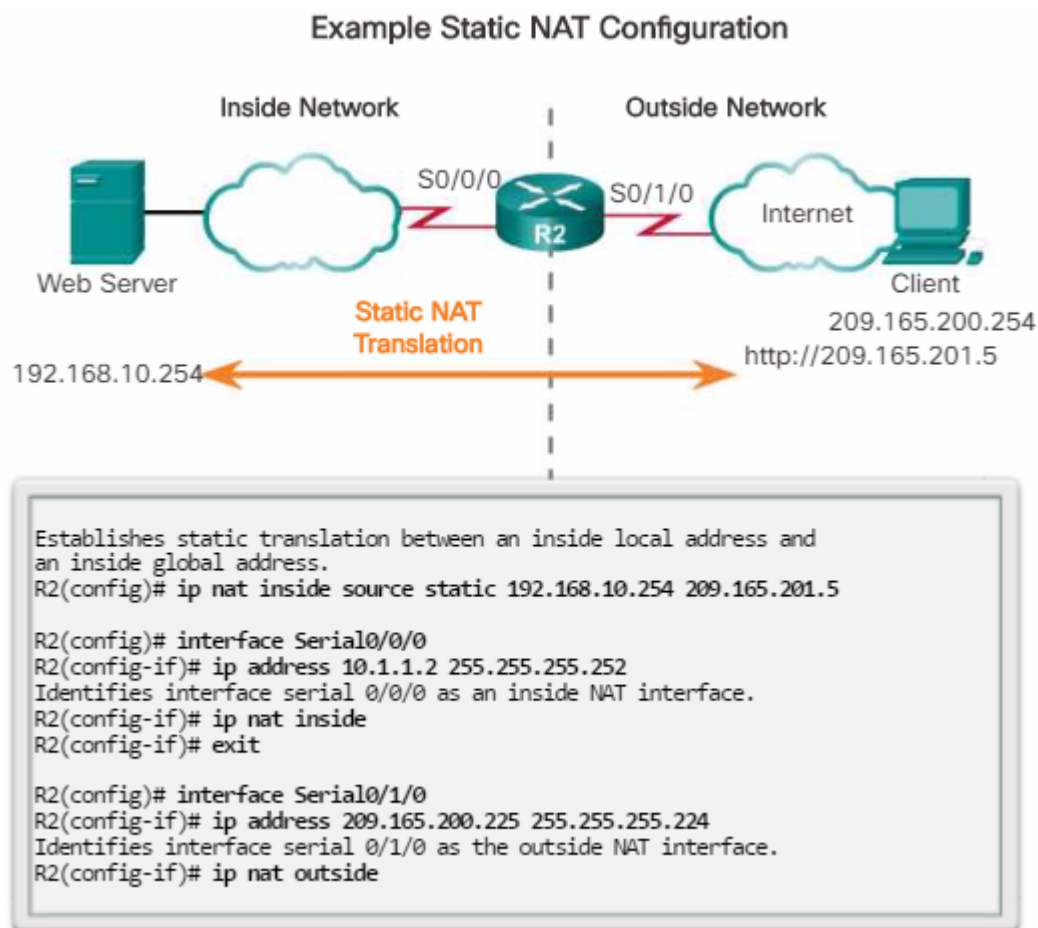 Example Static NAT Configuration
Inside Network
Outside Network
S0/0/0
S0/1/0
Internet
R2
Web Server
Client
Static NAT
Translation
209.165.200.254
http://209.165.201.5
192.168.10.254
Establishes static translation between an inside local address and
an inside global address.
R2(config)# ip nat inside source static 192.168.10.254 209.165.201.5
R2(config)# interface Serial0/0/0
R2(config-if)# ip address 10.1.1.2 255.255.255.252
Identifies interface serial 0/0/0 as an inside NAT interface.
R2(config-if)# ip nat inside
R2(config-if)# exit
R2(config)# interface Serial0/1/0
R2(config-if)# ip address 209.165.200.225 255.255.255.224
Identifies interface serial 0/1/0 as the outside NAT interface.
R2(config-if)# ip nat outside